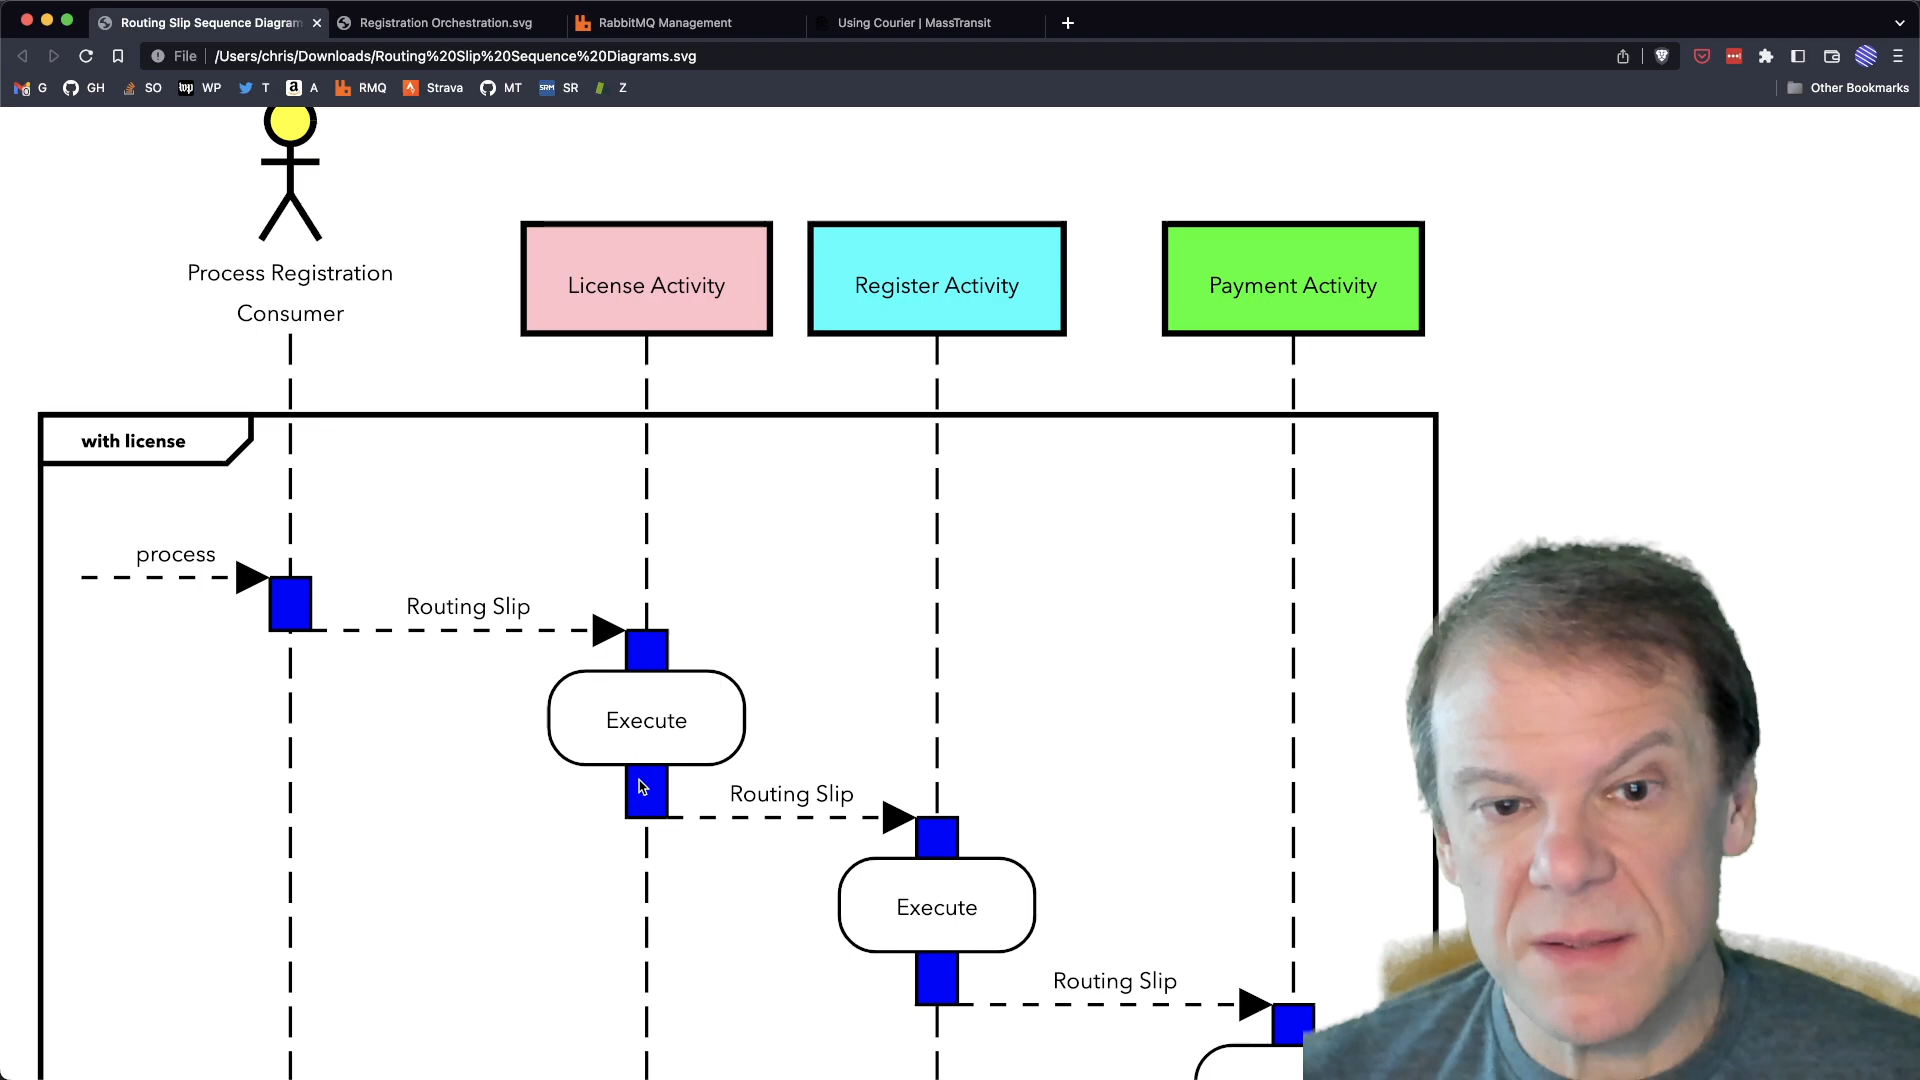 Routing Slip Sequence Diagram
Registration Orchestration.svg
RabbitMQ Management
Using Courier | MassTransit
File
/Users/chris/Downloads/Routing%20Slip%20Sequence%20Diagrams.svg
G
GH
SO
WP
T
A
RMQ
Strava
MT
SR
Z
Other Bookmarks
Process Registration
Consumer
License Activity
Register Activity
Payment Activity
with license
process
Routing Slip
Execute
Routing Slip
Execute
Routing Slip